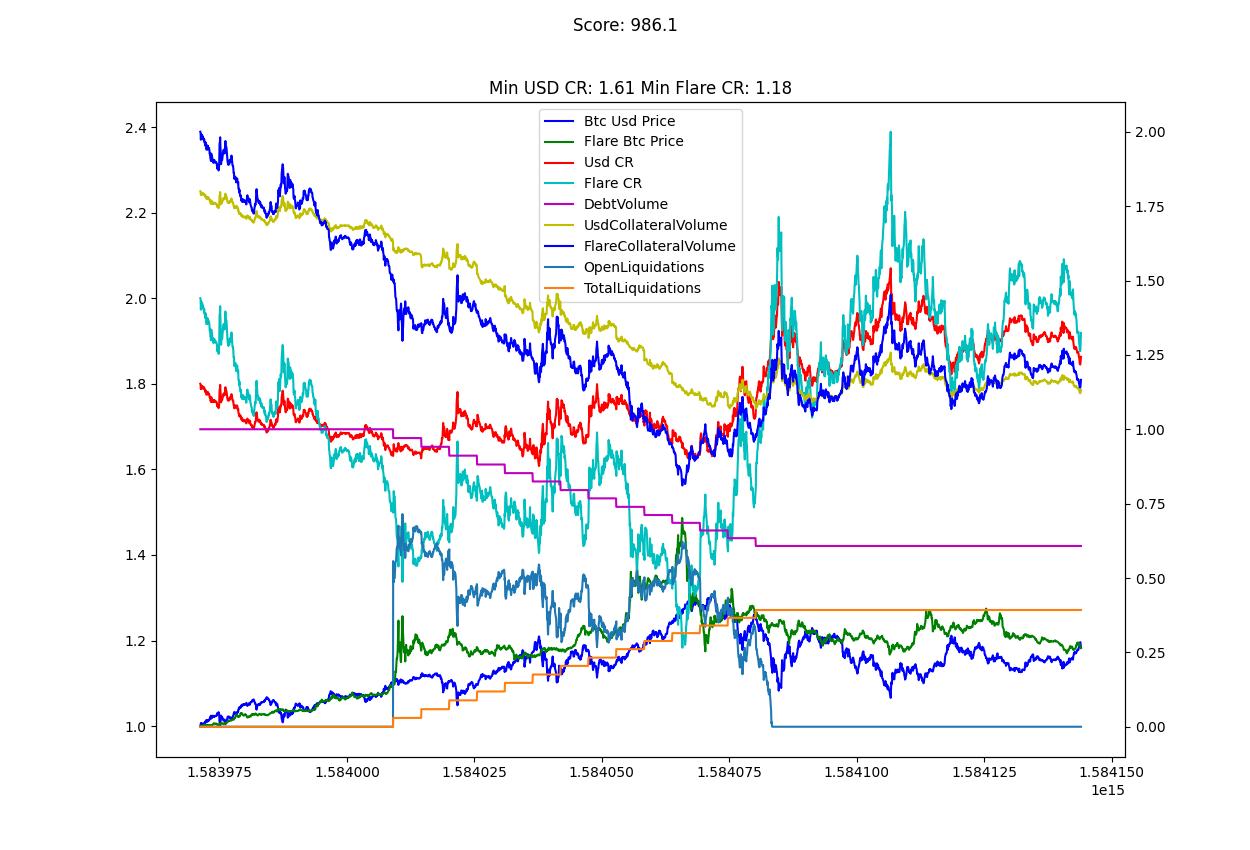 Score: 986.1
Min USD CR: 1.61 Min Flare CR: 1.18
Btc Usd Price
Flare Btc Price
Usd CR
Flare CR
DebtVolume
UsdCollateralVolume
FlareCollateralVolume
OpenLiquidations
TotalLiquidations
2.4
2.2
2.0
1.8
1.6
1.4
1.2
1.0
2.00
1.75
1.50
1.25
1.00
0.75
0.50
0.25
0.00
1.583975 1.584000 1.584025 1.584050 1.584075 1.584100 1.584125 1.584150
1e15